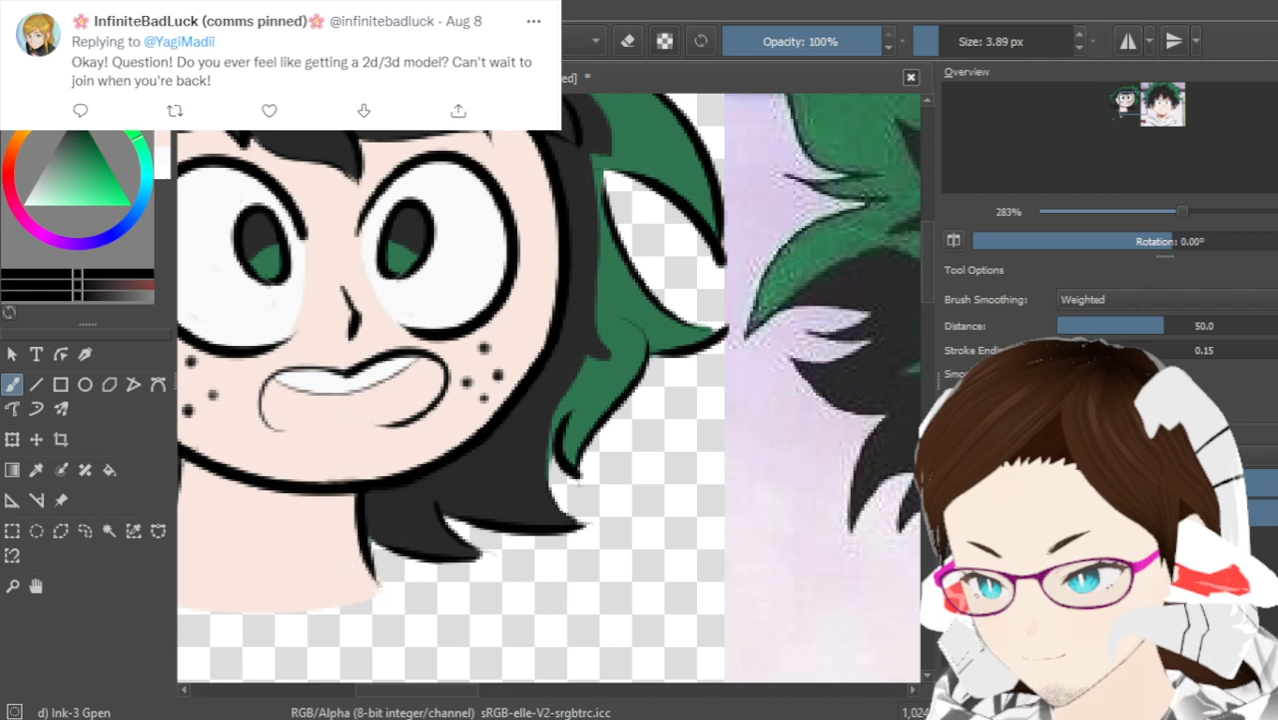 InfiniteBadLuck (comms pinned) @infinitebadluck · Aug 8
Replying to @YagiMadii
Okay! Question! Do you ever feel like getting a 2d/3d model? Can't wait to
join when you're back!
Opacity: 100%
Size: 3.89 px
ed] *
Overview
283%
Rotation: 0.00°
Tool Options
Brush Smoothing:
Weighted
Distance:
50.0
Stroke Endi
0.15
Smo
d) Ink-3 Gpen
RGB/Alpha (8-bit integer/channel) sRGB-elle-V2-srgbtrc.icc
1,024